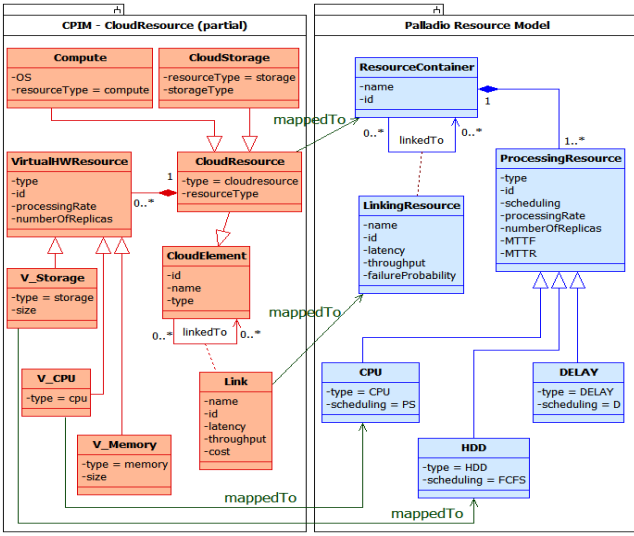 CPIM - CloudResource (partial)
Compute
-OS
-resourceType = compute
CloudStorage
-resourceType = storage
-storageType
VirtualHWResource
-type
-id
-processingRate
-numberOfReplicas
1
0..*
CloudResource
-type = cloudresource
-resourceType
CloudElement
-id
-name
-type
0..*
linkedTo
0..*
V_Storage
-type = storage
-size
V_CPU
-type = cpu
V_Memory
-type = memory
-size
Link
-name
-id
-latency
-throughput
-cost
mappedTo
mappedTo
mappedTo
mappedTo
Palladio Resource Model
ResourceContainer
-name
-id
1
1..*
0..*
linkedTo
0..*
LinkingResource
-name
-id
-latency
-throughput
-failureProbability
ProcessingResource
-type
-id
-scheduling
-processingRate
-numberOfReplicas
-MTTF
-MTTR
CPU
-type = CPU
-scheduling = PS
DELAY
-type = DELAY
-scheduling = D
HDD
-type = HDD
-scheduling = FCFS